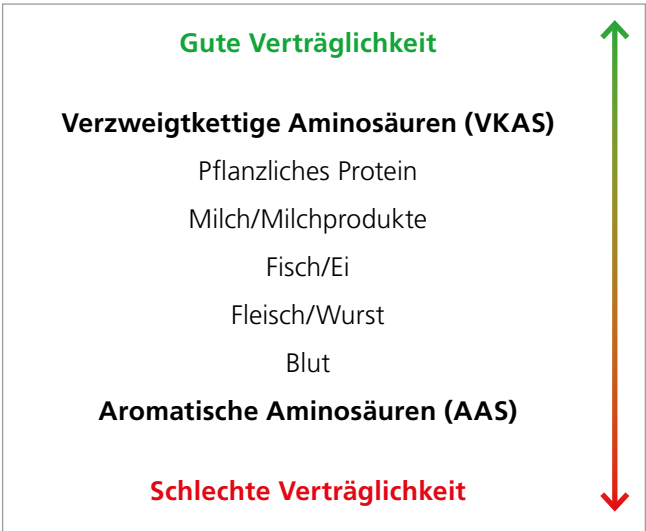 Gute Verträglichkeit
Verzweigtkettige Aminosäuren (VKAS)
Pflanzliches Protein
Milch/Milchprodukte
Fisch/Ei
Fleisch/Wurst
Blut
Aromatische Aminosäuren (AAS)
Schlechte Verträglichkeit